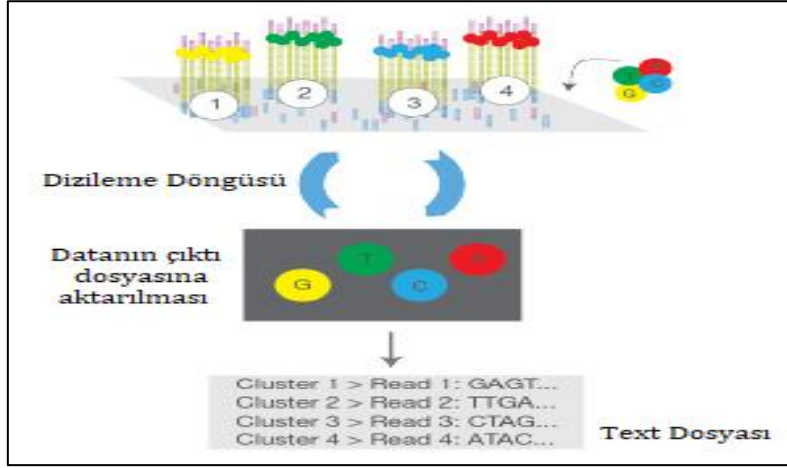 1
2
3
4
T
G
C
Dizileme Döngüsü
Datanın çıktı
dosyasına
aktarılması
T
G
C
Cluster 1 > Read 1: GAGT...
Cluster 2 > Read 2: TTGA...
Cluster 3 > Read 3: CTAG...
Cluster 4 > Read 4: ATAC...
Text Dosyası